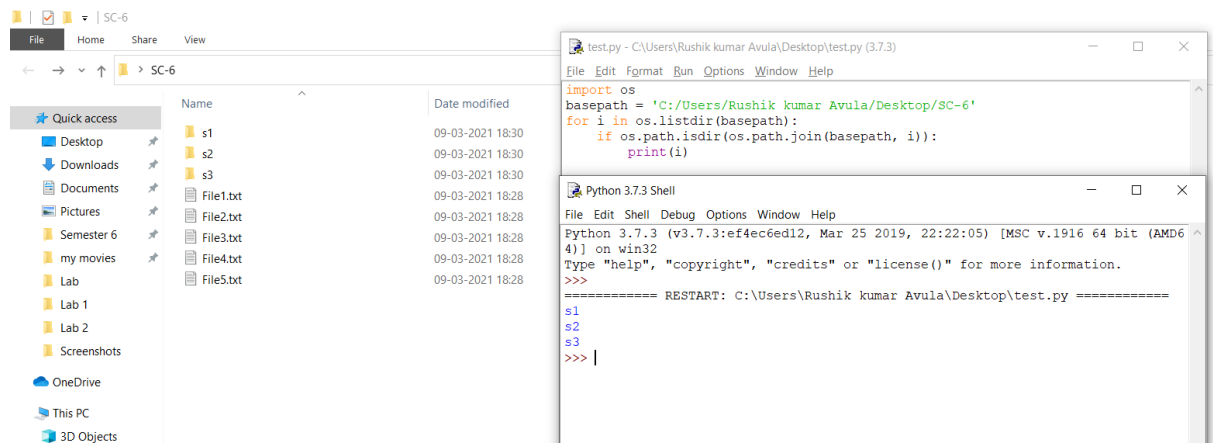 SC-6
File Home Share View
SC-6
Name Date modified
Quick access
Desktop
Downloads
Documents
Pictures
Semester 6
my movies
Lab
Lab 1
Lab 2
Screenshots
OneDrive
This PC
3D Objects
s1 09-03-2021 18:30
s2 09-03-2021 18:30
s3 09-03-2021 18:30
File1.txt 09-03-2021 18:28
File2.txt 09-03-2021 18:28
File3.txt 09-03-2021 18:28
File4.txt 09-03-2021 18:28
File5.txt 09-03-2021 18:28
test.py - C:\Users\Rushik kumar Avula\Desktop\test.py (3.7.3)
File Edit Format Run Options Window Help
import os
basepath = 'C:/Users/Rushik kumar Avula/Desktop/SC-6'
for i in os.listdir(basepath):
    if os.path.isdir(os.path.join(basepath, i)):
        print(i)
Python 3.7.3 Shell
File Edit Shell Debug Options Window Help
Python 3.7.3 (v3.7.3:ef4ec6ed12, Mar 25 2019, 22:22:05) [MSC v.1916 64 bit (AMD6
4)] on win32
Type "help", "copyright", "credits" or "license()" for more information.
>>>
============ RESTART: C:\Users\Rushik kumar Avula\Desktop\test.py ============
s1
s2
s3
>>>